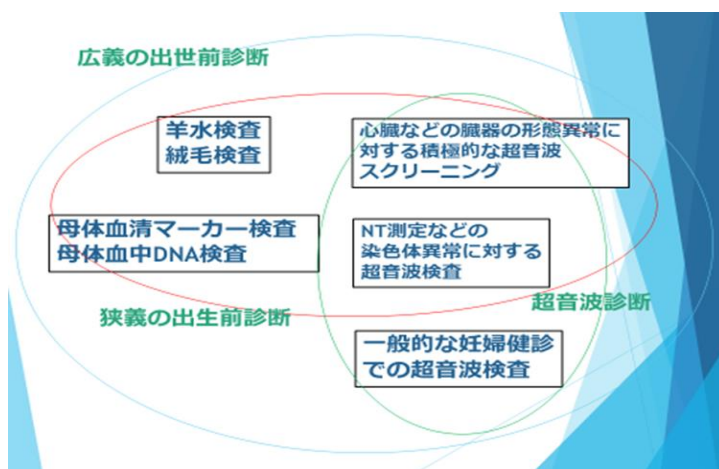 広義の出世前診断
羊水検査
絨毛検査
心臓などの臓器の形態異常に
対する積極的な超音波
スクリーニング
母体血清マーカー検査
母体血中DNA検査
NT測定などの
染色体異常に対する
超音波検査
狭義の出生前診断
超音波診断
一般的な妊婦健診
での超音波検査